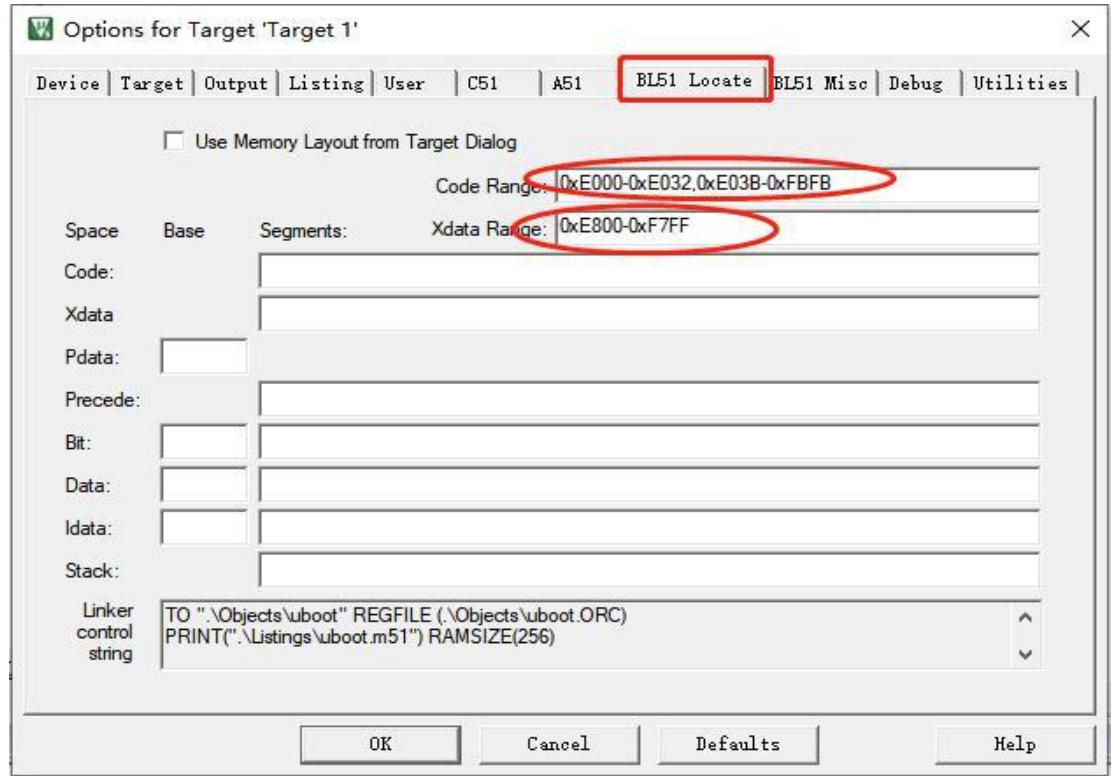 Options for Target 'Target 1'
Device Target Output Listing User C51 A51 BL51 Locate BL51 Misc Debug Utilities
Use Memory Layout from Target Dialog
Code Range: 0xE000-0xE032,0xE03B-0xFBFB
Space Base Segments: Xdata Range: 0xE800-0xF7FF
Code:
Xdata
Pdata:
Precede:
Bit:
Data:
Idata:
Stack:
Linker control string
TO ".\Objects\uboot" REGFILE (.\Objects\uboot.ORC)
PRINT(".\Listings\uboot.m51") RAMSIZE(256)
OK Cancel Defaults Help